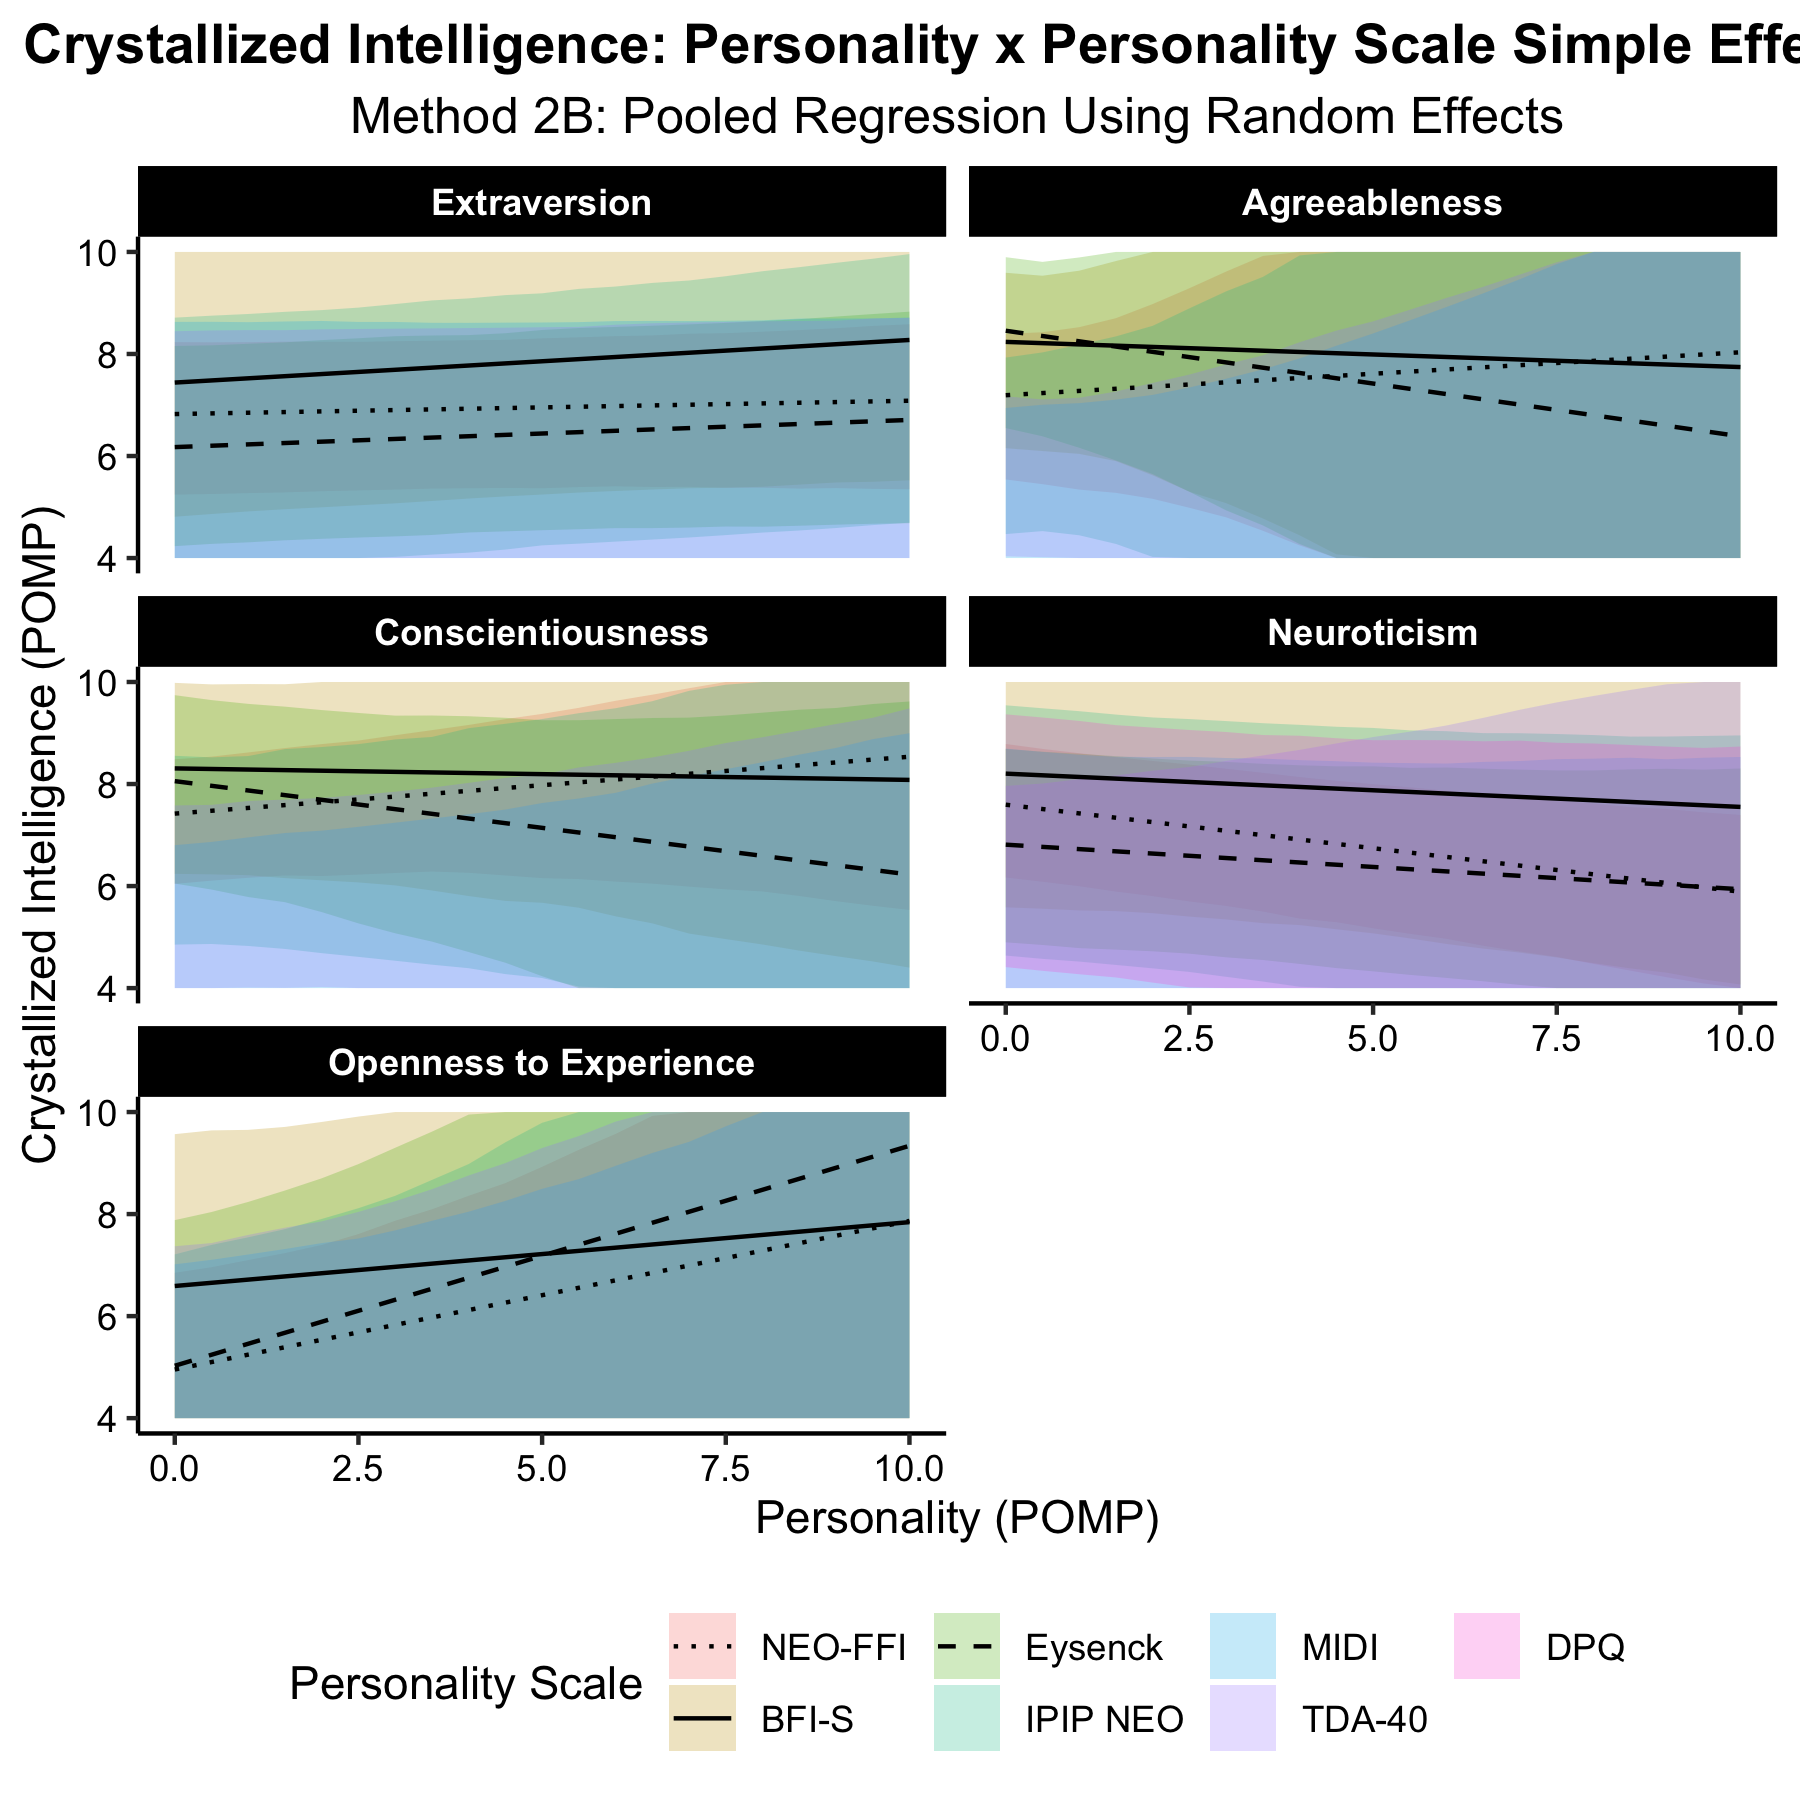 Crystallized Intelligence: Personality x Personality Scale Simple Effe
Method 2B: Pooled Regression Using Random Effects
Extraversion
Agreeableness
10
8
6
4
Conscientiousness
Neuroticism
10
8
6
4
0.0 2.5 5.0 7.5 10.0
Openness to Experience
10
8
6
4
0.0 2.5 5.0 7.5 10.0
Crystallized Intelligence (POMP)
Personality (POMP)
Personality Scale
NEO-FFI Eysenck MIDI DPQ
BFI-S IPIP NEO TDA-40